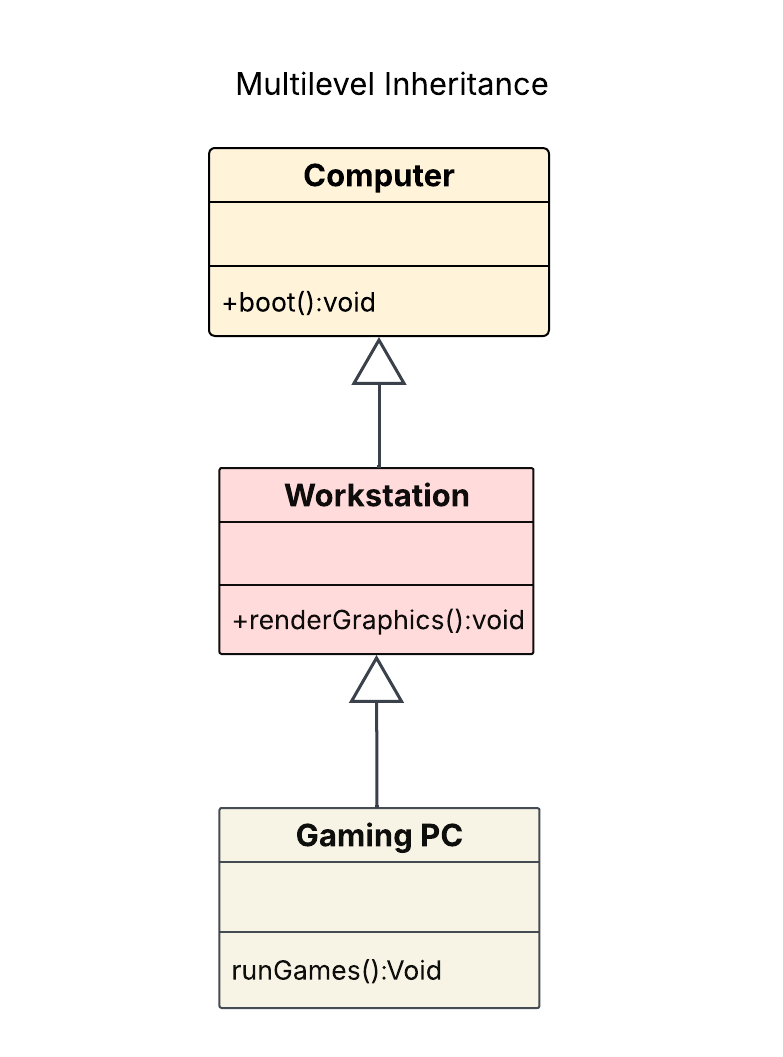 Multilevel Inheritance
Computer
+boot():void
Workstation
+renderGraphics():void
Gaming PC
runGames():Void